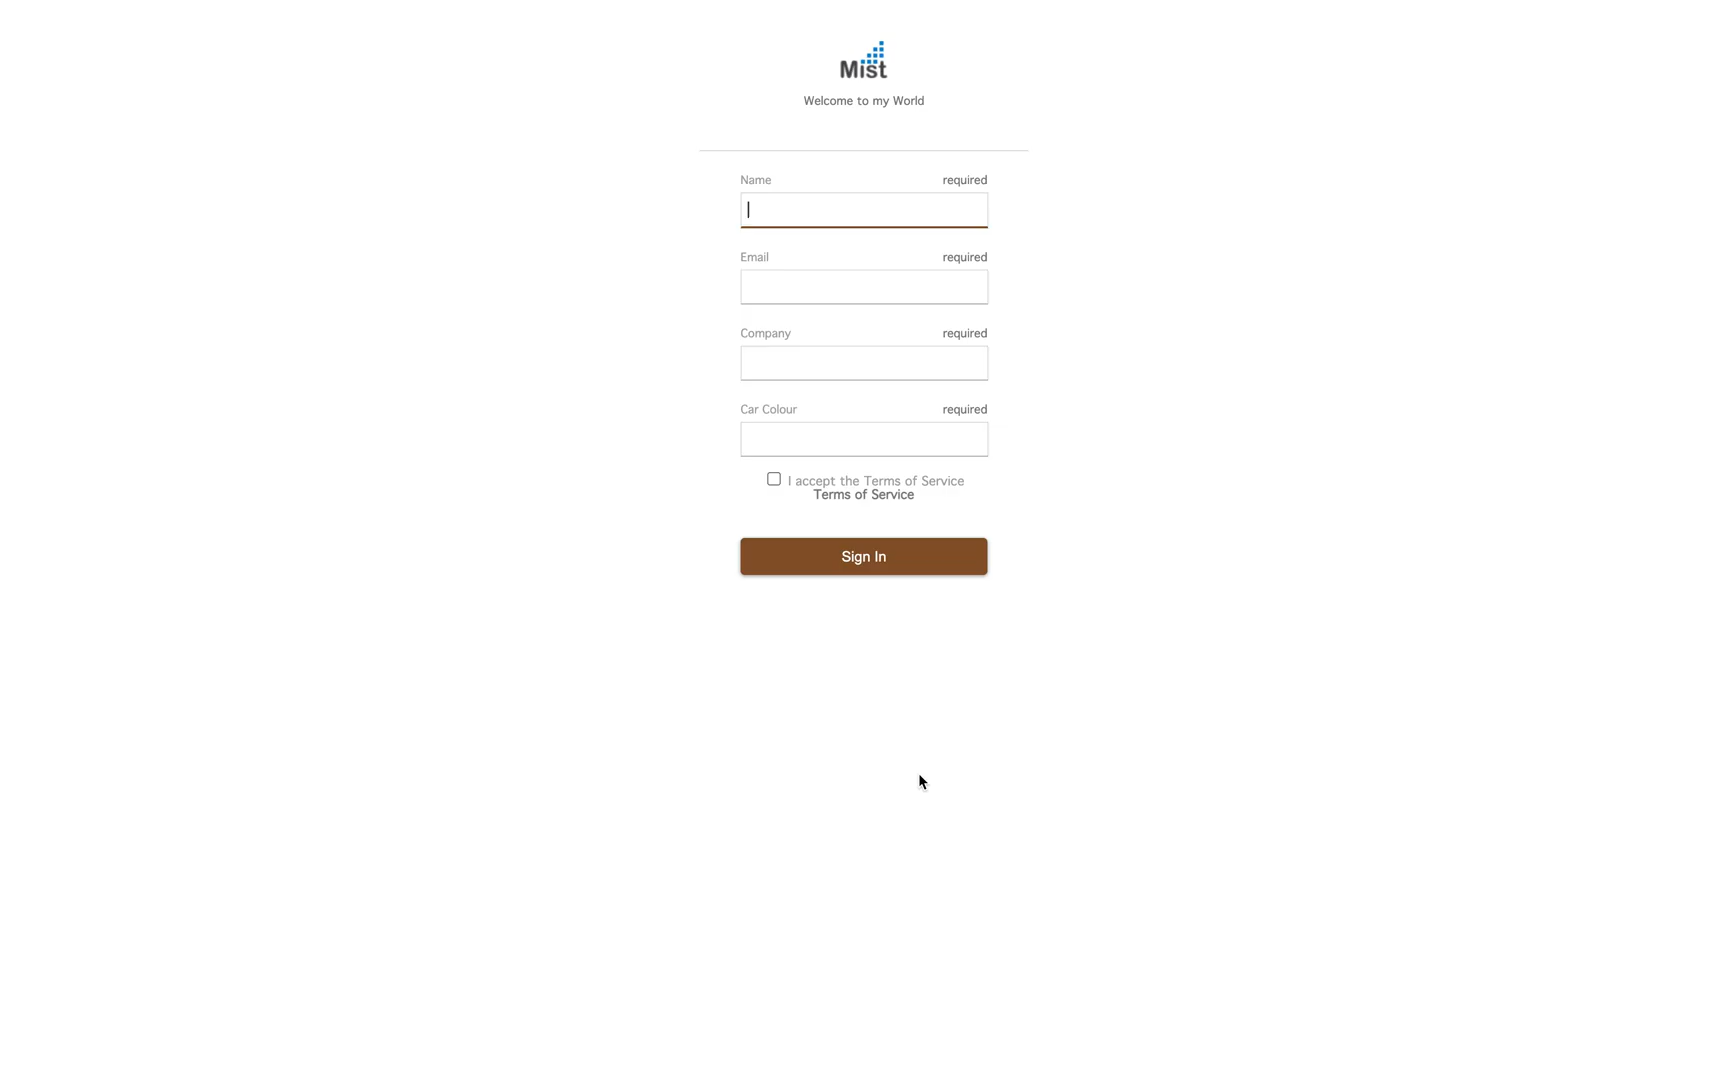 Mist
Welcome to my World
Name required
Email required
Company required
Car Colour required
I accept the Terms of Service
Terms of Service
Sign In